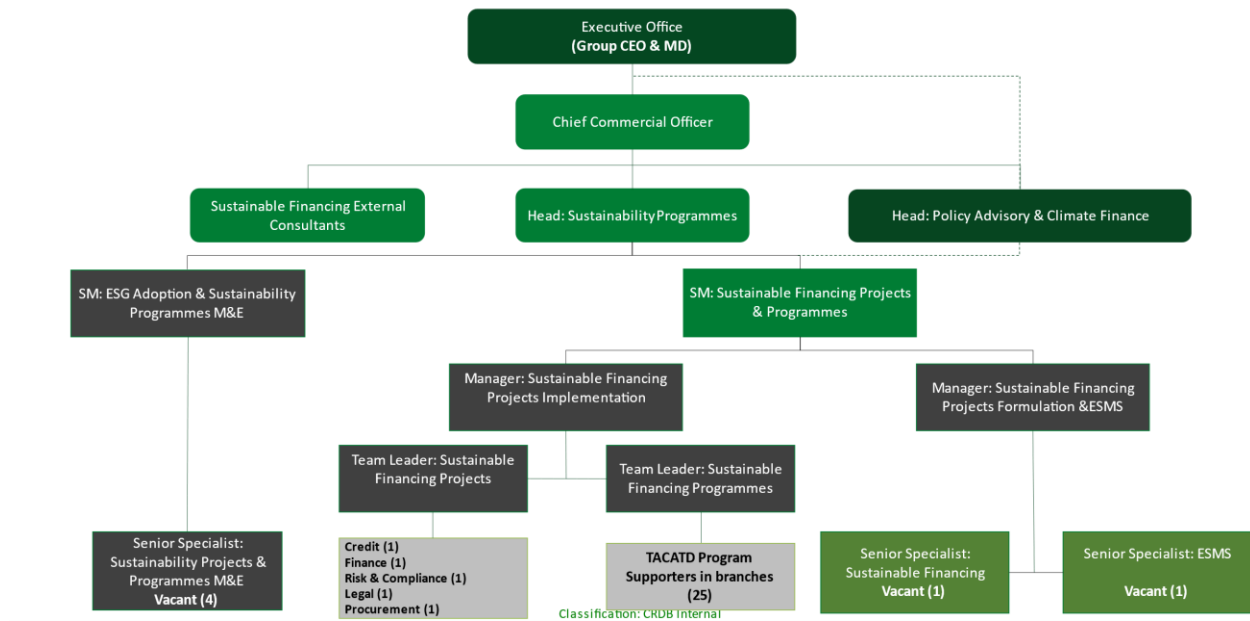 Executive Office
(Group CEO & MD)
Chief Commercial Officer
Sustainable Financing External
Consultants
Head: Sustainability Programmes
Head: Policy Advisory & Climate Finance
SM: ESG Adoption & Sustainability
Programmes M&E
SM: Sustainable Financing Projects
& Programmes
Manager: Sustainable Financing
Projects Implementation
Manager: Sustainable Financing
Projects Formulation &ESMS
Team Leader: Sustainable
Financing Projects
Team Leader: Sustainable
Financing Programmes
Senior Specialist:
Sustainability Projects &
Programmes M&E
Vacant (4)
Credit (1)
Finance (1)
Risk & Compliance (1)
Legal (1)
Procurement (1)
TACATD Program
Supporters in branches
(25)
Senior Specialist:
Sustainable Financing
Vacant (1)
Senior Specialist: ESMS
Vacant (1)
Classification: CRDB Internal